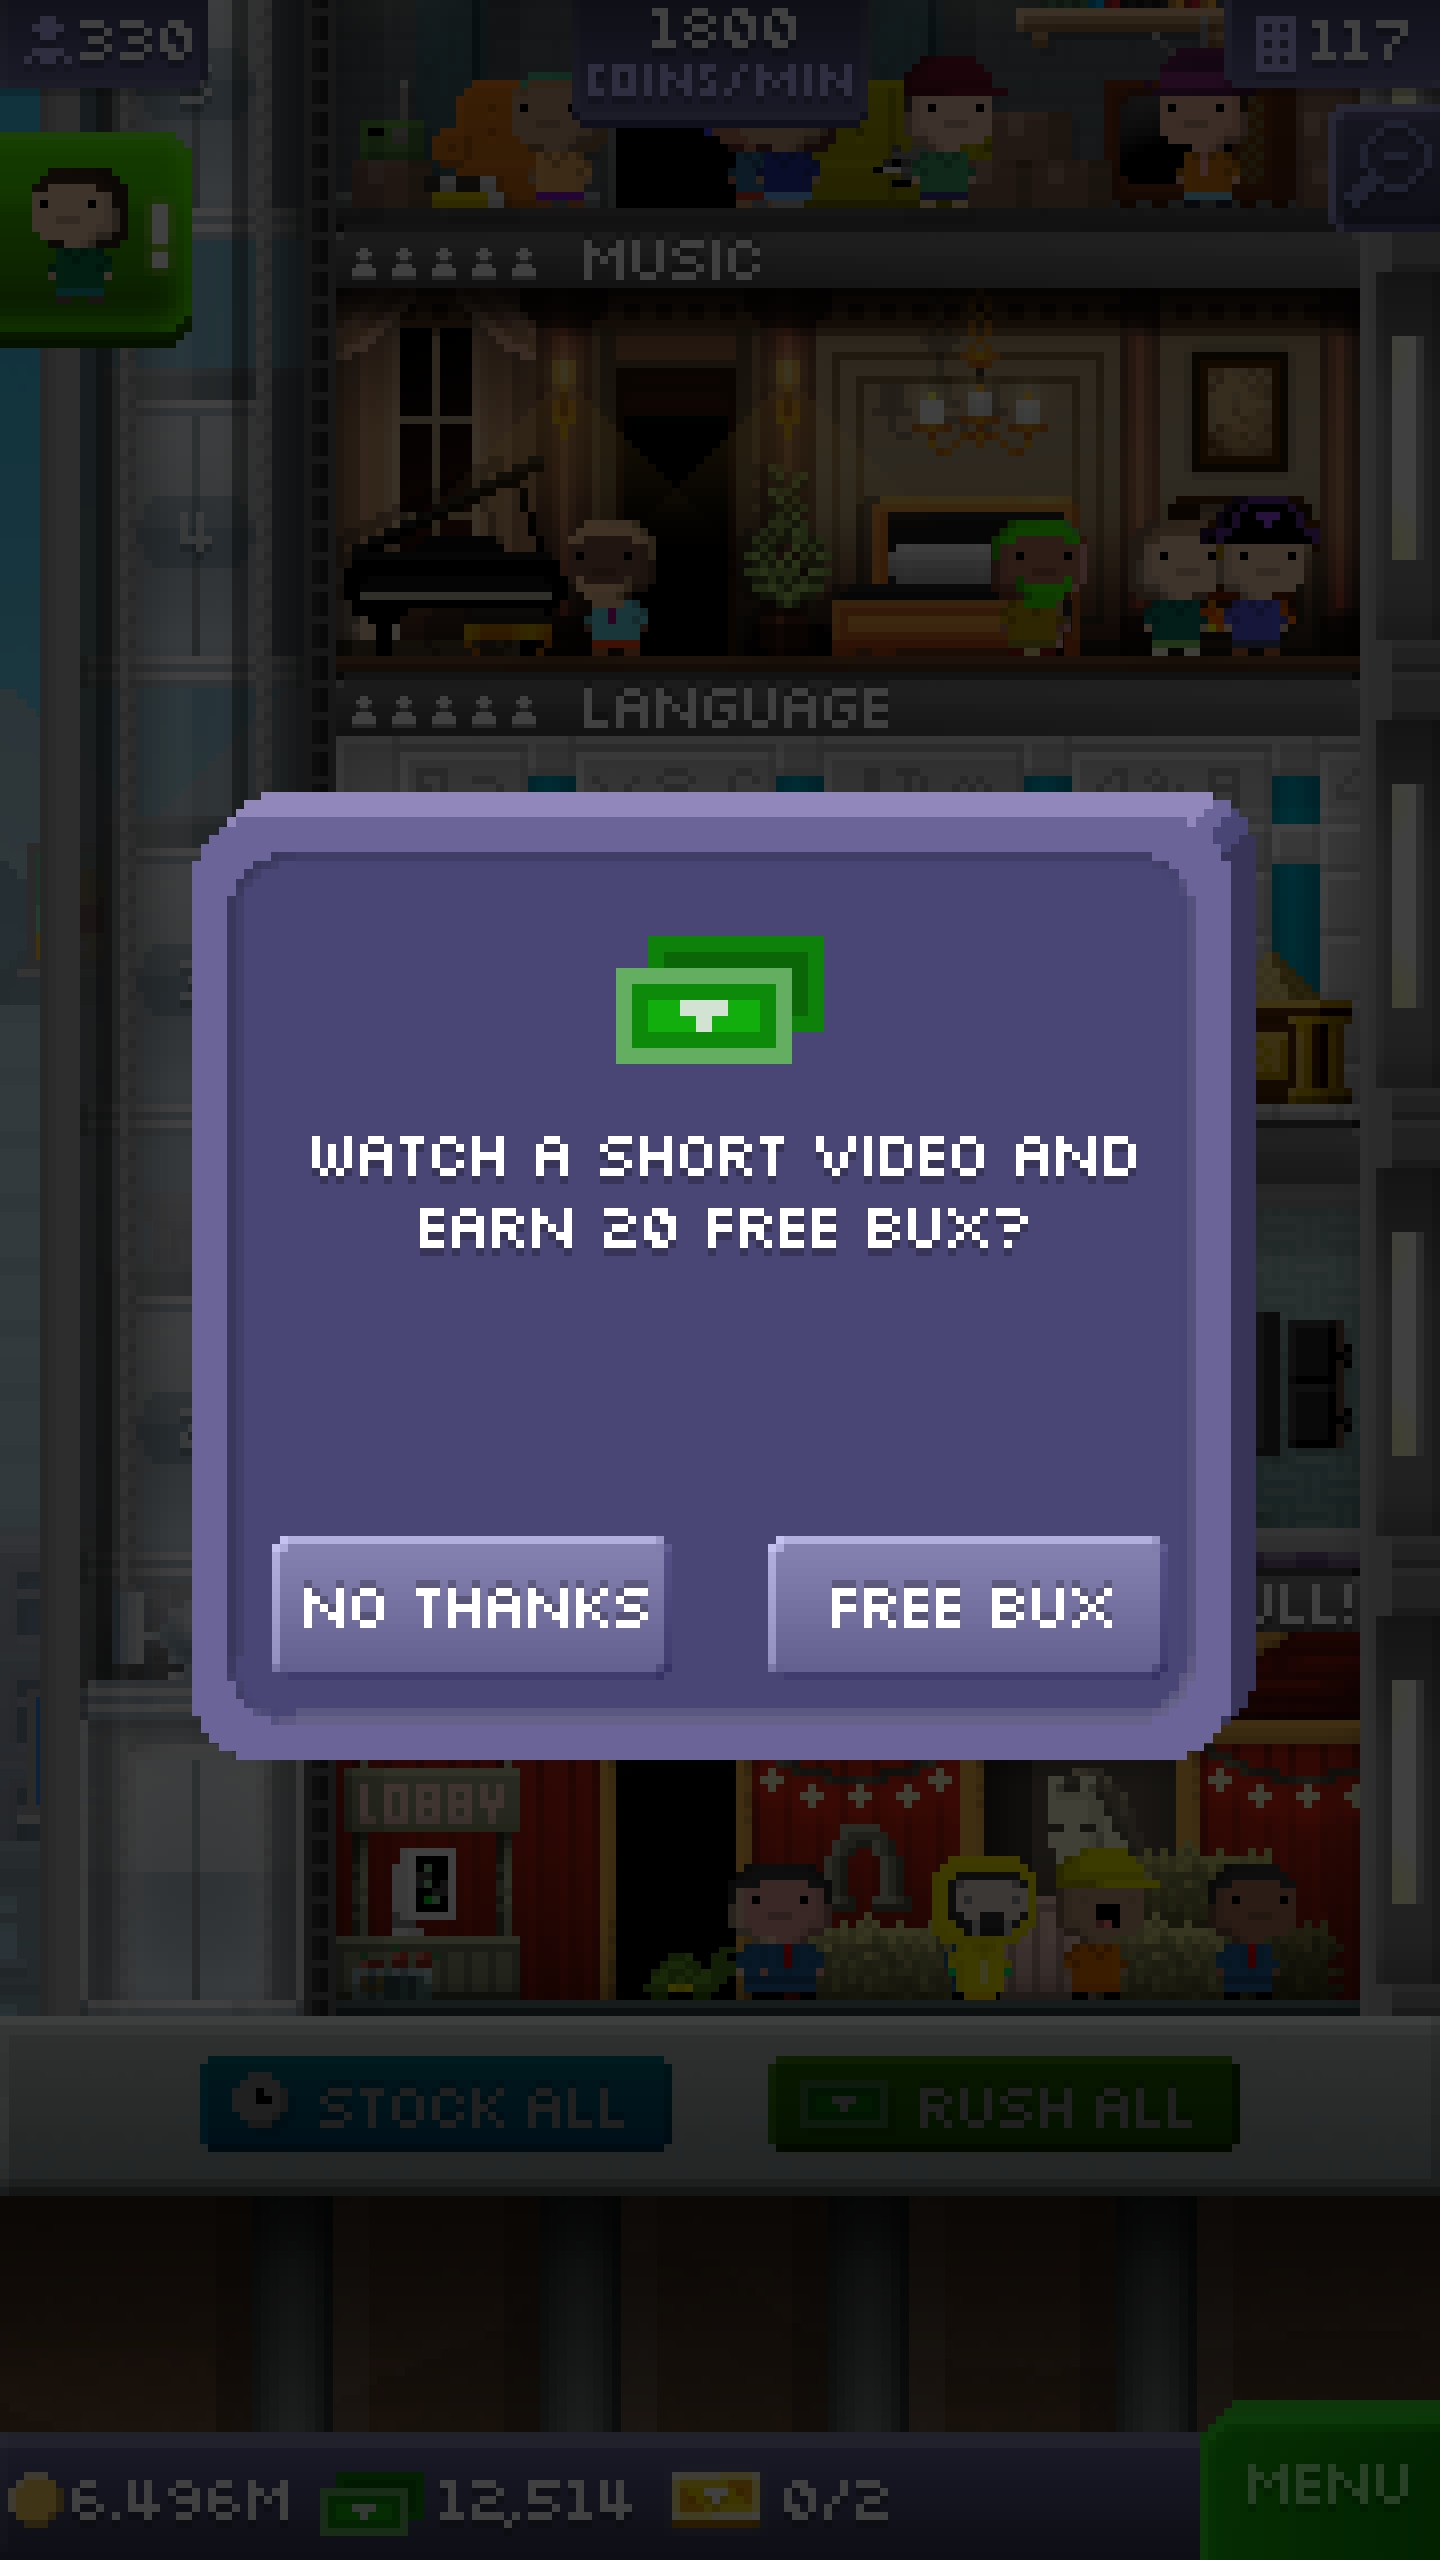 330
1800
COINS/MIN
117
MUSIC
4
LANGUAGE
WATCH A SHORT VIDEO AND
EARN 20 FREE BUX?
NO THANKS
FREE BUX
LOBBY
STOCK ALL
RUSH ALL
6.496M
12,514
0/2
MENU